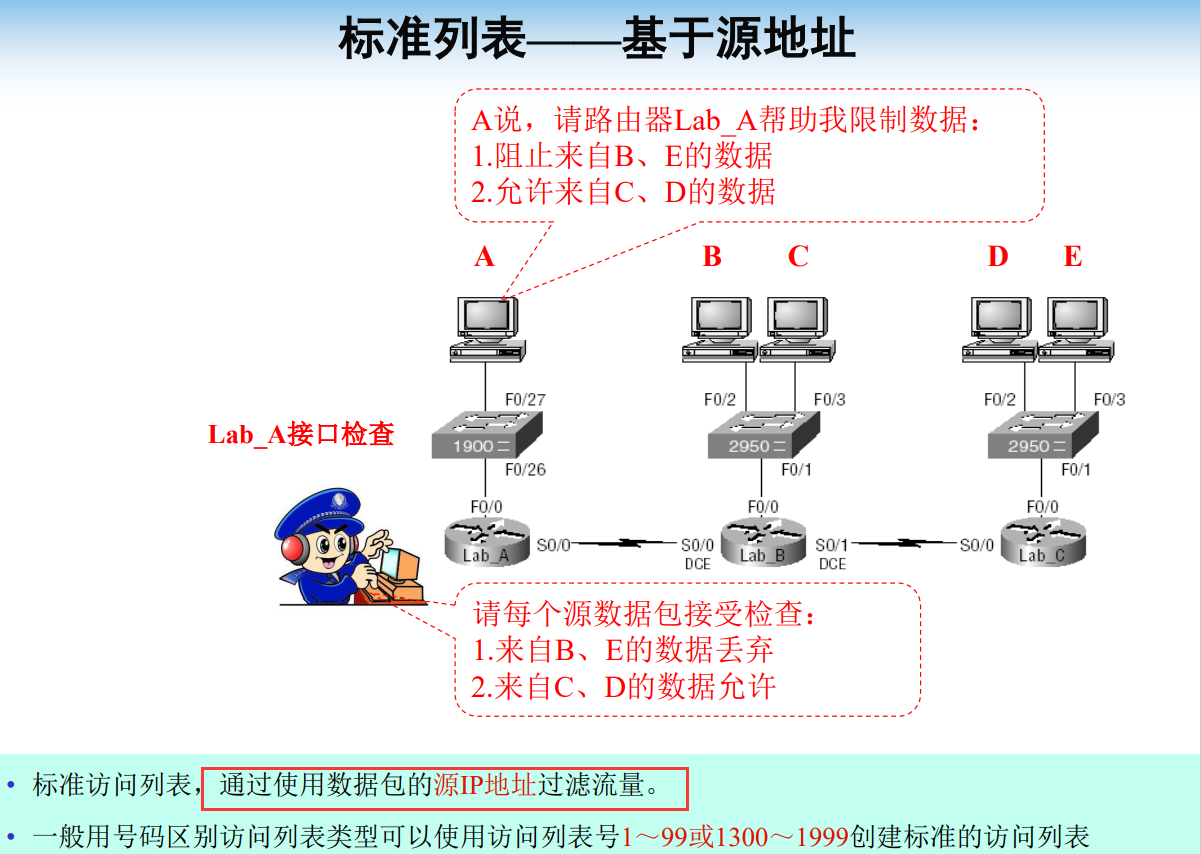 标准列表——基于源地址
A说，请路由器Lab_A帮助我限制数据：
1.阻止来自B、E的数据
2.允许来自C、D的数据
A
B
C
D
E
F0/27
F0/2
F0/3
F0/2
F0/3
Lab_A接口检查
1900
2950
2950
F0/26
F0/1
F0/1
F0/0
F0/0
F0/0
Lab_A
S0/0
S0/0
DCE
Lab_B
S0/1
DCE
S0/0
Lab_C
请每个源数据包接受检查：
1.来自B、E的数据丢弃
2.来自C、D的数据允许
• 标准访问列表，通过使用数据包的源IP地址过滤流量。
• 一般用号码区别访问列表类型可以使用访问列表号1～99或1300～1999创建标准的访问列表